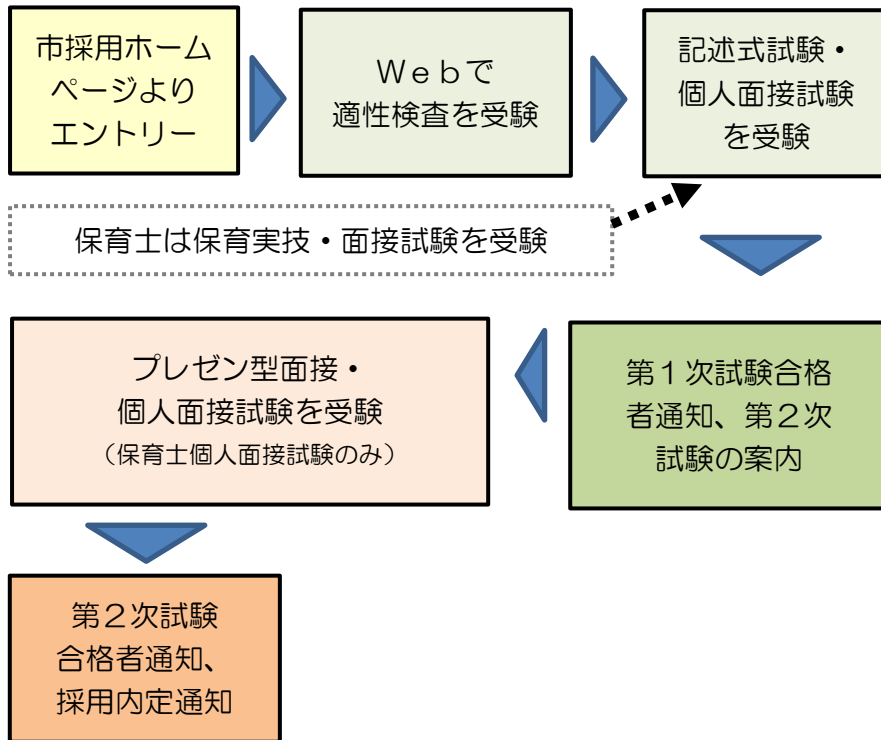 市採用ホーム
ページより
エントリー
Ｗｅｂで
適性検査を受験
記述式試験・
個人面接試験
を受験
保育士は保育実技・面接試験を受験
第１次試験合格
者通知、第２次
試験の案内
プレゼン型面接・
個人面接試験を受験
（保育士個人面接試験のみ）
第２次試験
合格者通知、
採用内定通知